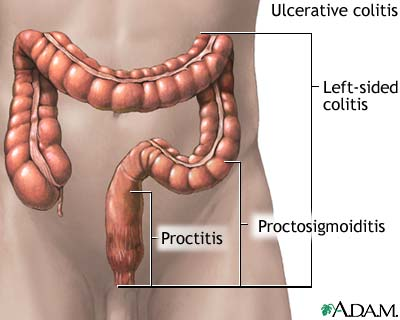 Ulcerative colitis
Left-sided
colitis
Proctosigmoiditis
Proctitis
A.D.A.M.